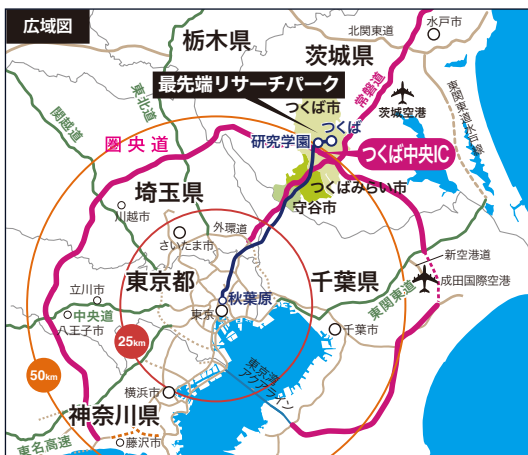 広域図
栃木県
北関東道
水戸市
茨城県
最先端リサーチパーク
常磐道
東北道
関越道
つくば市
茨城空港
東関東道水戸線
圏央道
研究学園
つくば
つくば中央IC
埼玉県
つくばみらい市
守谷市
川越市
外環道
さいたま市
新空港道
東京都
千葉県
成田国際空港
立川市
秋葉原
東関東道
中央道
東京
八王子市
千葉市
25km
50km
東京湾
アクアライン
横浜市
神奈川県
藤沢市
東名高速